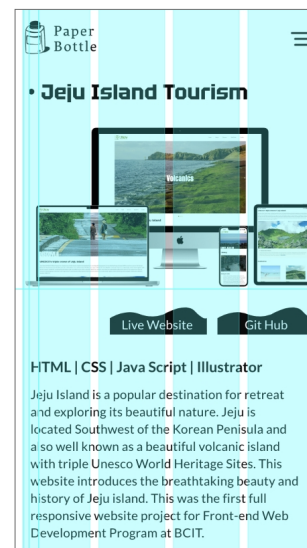 Paper
Bottle
• Jeju Island Tourism
Volcanica
Live Website
Git Hub
HTML | CSS | Java Script | Illustrator
Jeju Island is a popular destination for retreat
and exploring its beautiful nature. Jeju is
located Southwest of the Korean Penisula and
also well known as a beautiful volcanic island
with triple Unesco World Heritage Sites. This
website introduces the breathtaking beauty and
history of Jeju island. This was the first full
responsive website project for Front-end Web
Development Program at BCIT.